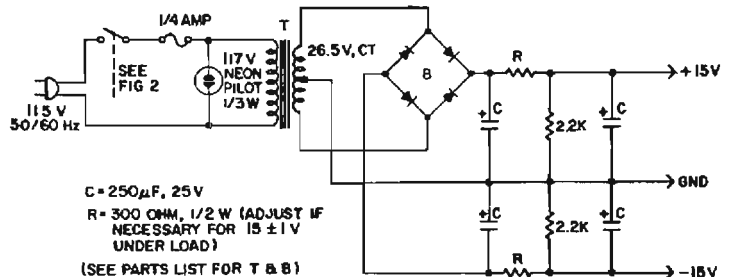 1/4 AMP
T
SEE
FIG 2
117 V
NEON
PILOT
1/3 W
26.5V, CT
B
R
+15V
115 V
50/60 Hz
+ C
2.2K
+ C
GND
+ C
2.2K
+ C
R
-15V
C = 250µF, 25 V
R = 300 OHM, 1/2 W (ADJUST IF
NECESSARY FOR 15 ± 1 V
UNDER LOAD)
(SEE PARTS LIST FOR T & B)